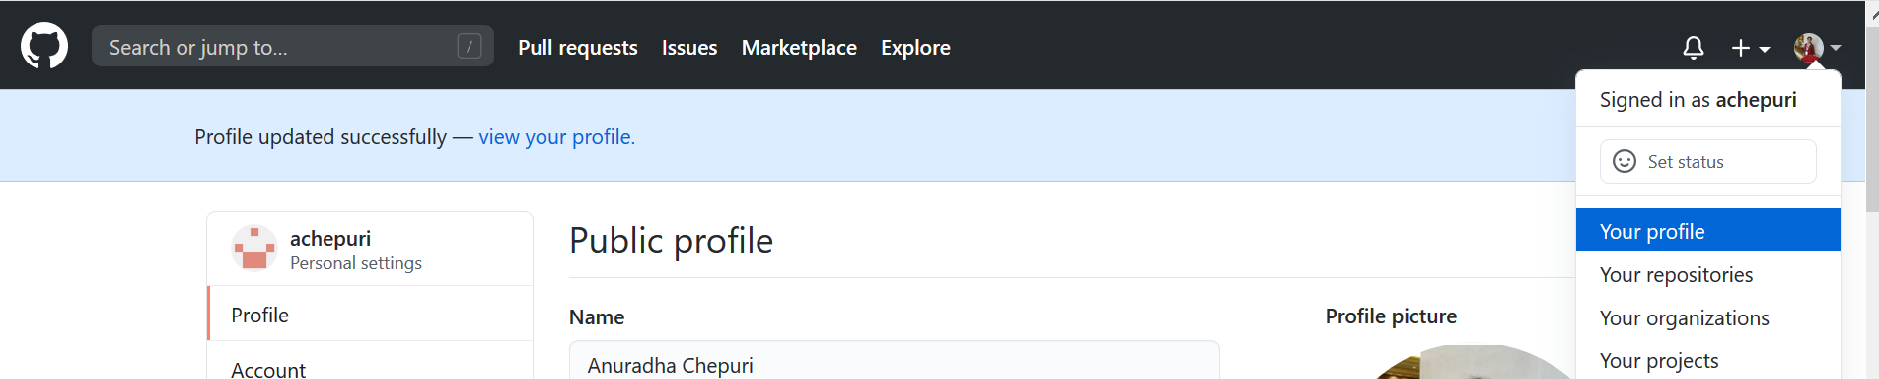 Search or jump to... / Pull requests Issues Marketplace Explore
Signed in as achepuri
Profile updated successfully — view your profile.
Set status
Your profile
Your repositories
Your organizations
Your projects
achepuri
Personal settings
Profile
Account
Public profile
Name
Anuradha Chepuri
Profile picture